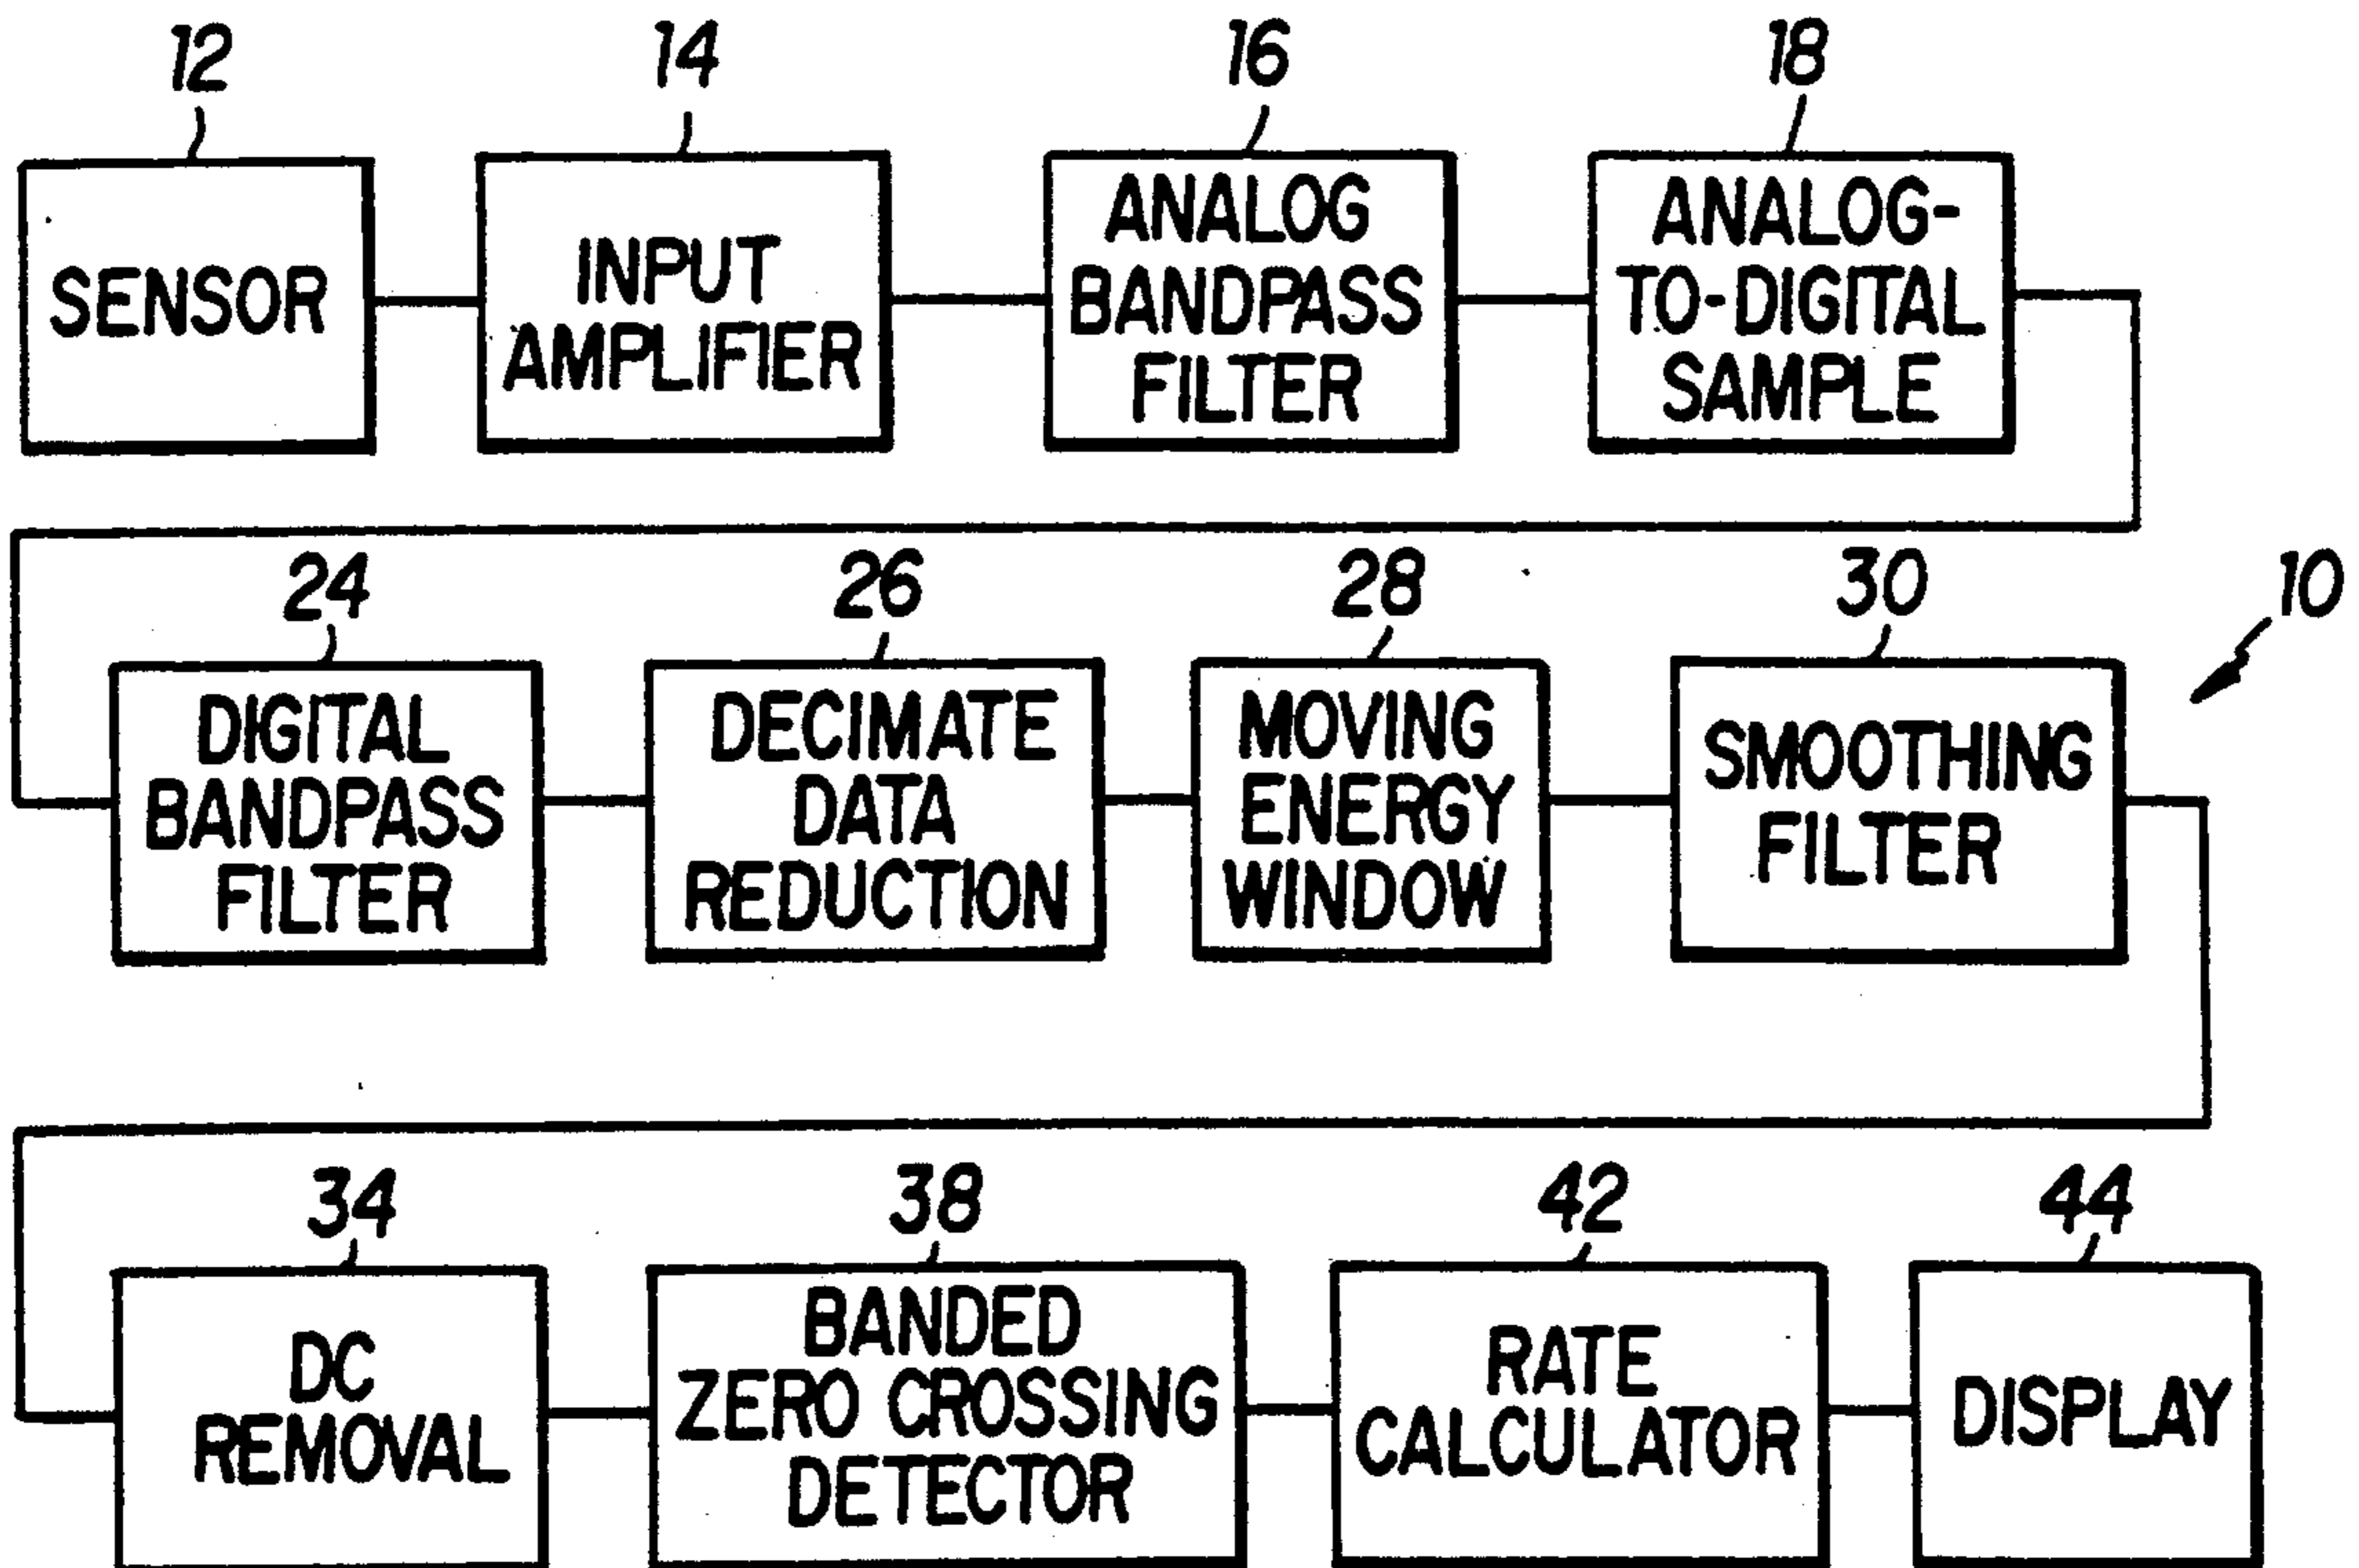 12
14
16
18
SENSOR
INPUT
AMPLIFIER
ANALOG
BANDPASS
FILTER
ANALOG-
TO-DIGITAL
SAMPLE
24
26
28
30
10
DIGITAL
BANDPASS
FILTER
DECIMATE
DATA
REDUCTION
MOVING
ENERGY
WINDOW
SMOOTHING
FILTER
34
38
42
44
DC
REMOVAL
BANDED
ZERO CROSSING
DETECTOR
RATE
CALCULATOR
DISPLAY